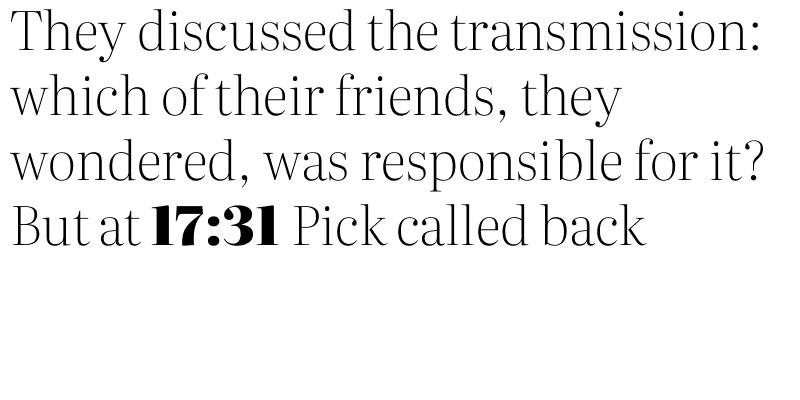 They discussed the transmission:
which of their friends, they
wondered, was responsible for it?
But at 17:31 Pick called back